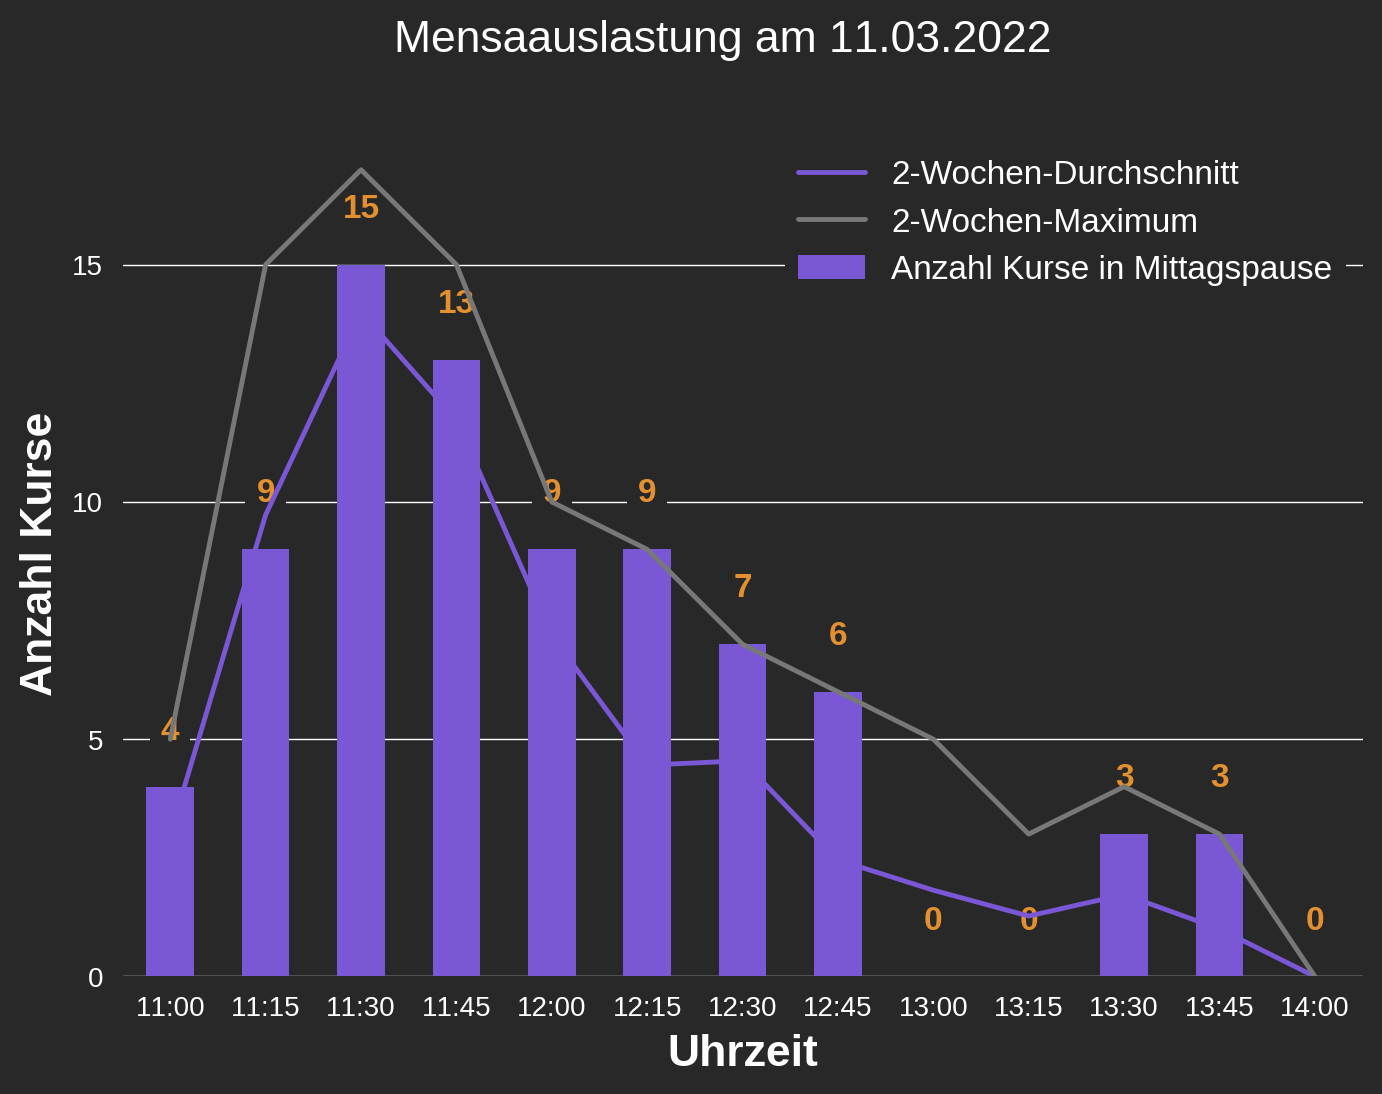 Mensaauslastung am 11.03.2022
2-Wochen-Durchschnitt
2-Wochen-Maximum
Anzahl Kurse in Mittagspause
Anzahl Kurse
15
10
5
0
4
9
15
13
9
9
7
6
0
0
3
3
0
11:00 11:15 11:30 11:45 12:00 12:15 12:30 12:45 13:00 13:15 13:30 13:45 14:00
Uhrzeit